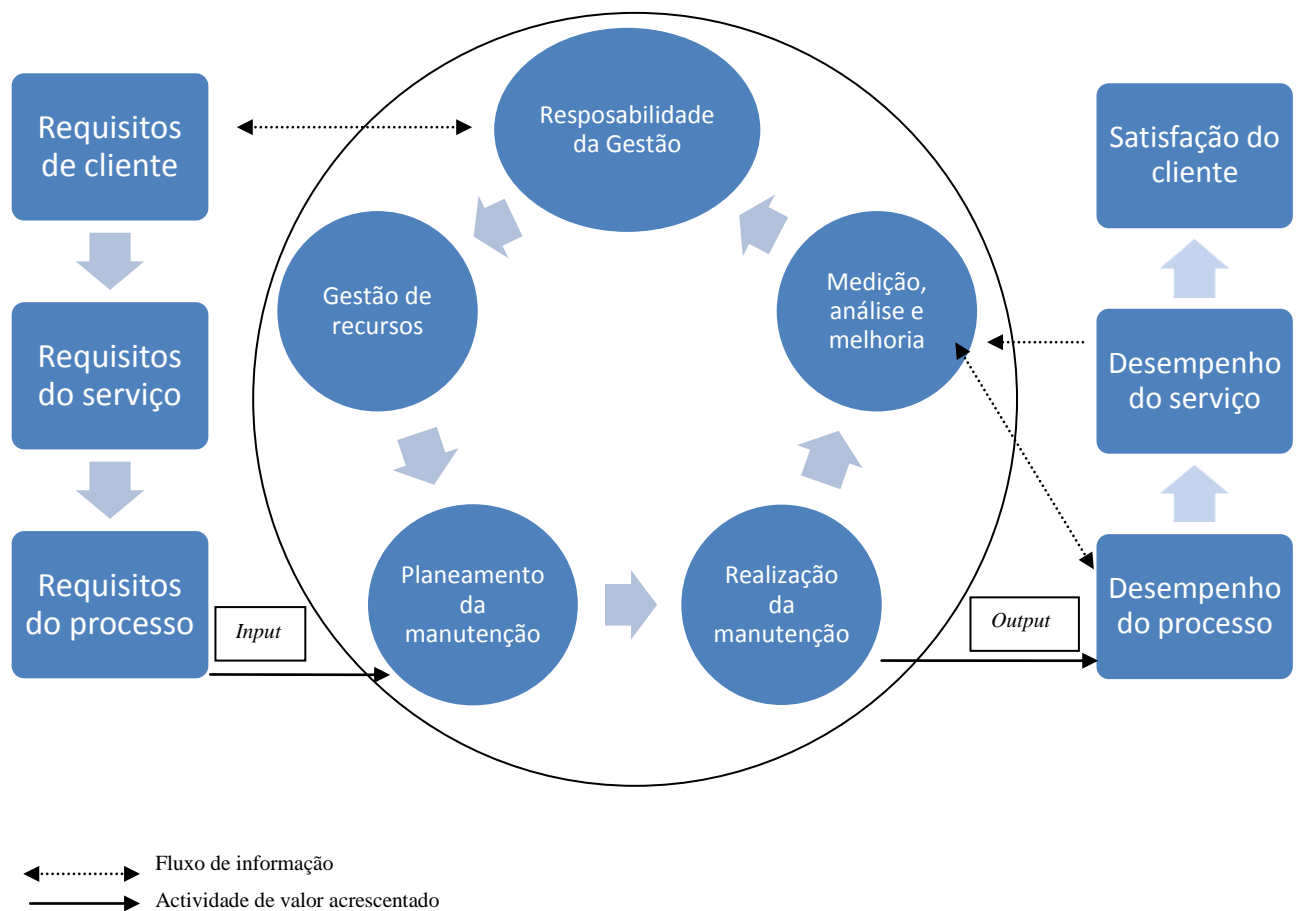 Requisitos
de cliente
Requisitos
do serviço
Requisitos
do processo
Input
Resposabilidade
da Gestão
Gestão de
recursos
Planeamento
da
manutenção
Realização
da
manutenção
Medição,
análise e
melhoria
Output
Satisfação do
cliente
Desempenho
do serviço
Desempenho
do processo
Fluxo de informação
Actividade de valor acrescentado